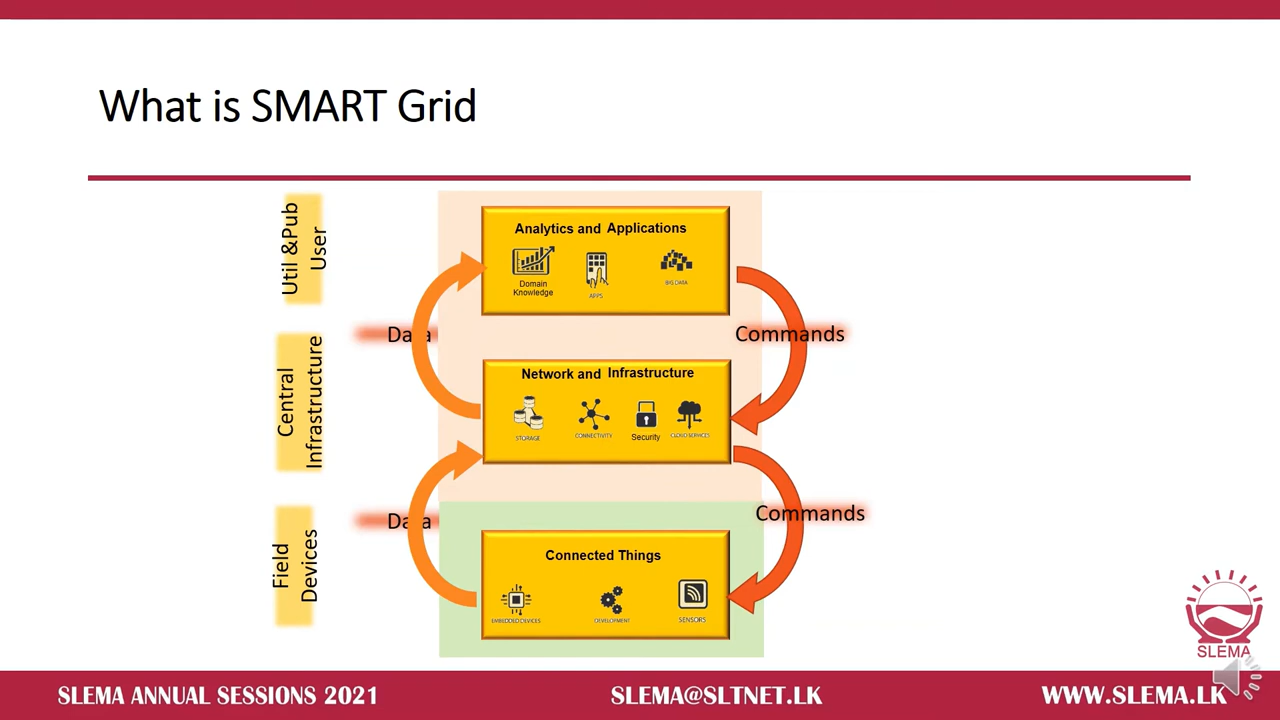 What is SMART Grid
Util &Pub
User
Analytics and Applications
Domain
Knowledge
APPS
BIG DATA
Data
Commands
Central
Infrastructure
Network and Infrastructure
STORAGE
CONNECTIVITY
Security
CLOUD SERVICES
Data
Commands
Field
Devices
Connected Things
EMBEDDED DEVICES
DEVELOPMENT
SENSORS
SLEMA
SLEMA ANNUAL SESSIONS 2021
SLEMA@SLTNET.LK
WWW.SLEMA.LK